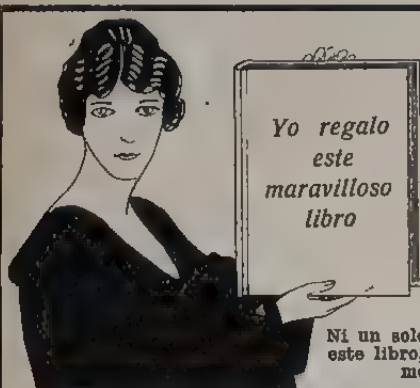 Yo regalo
este
maravilloso
libro
Ni un solo
este libro,